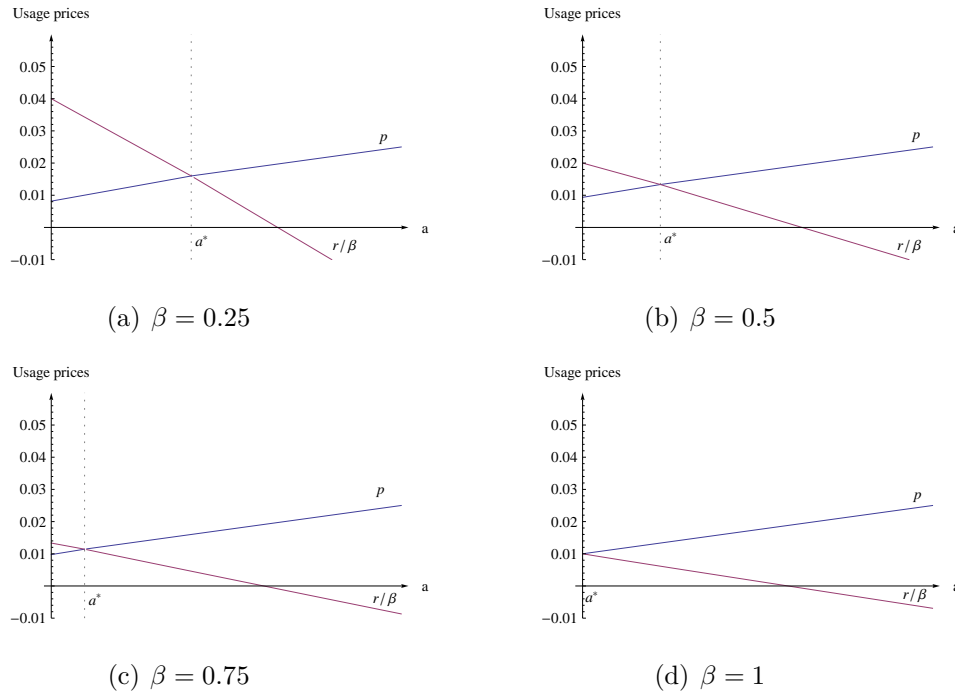 Usage prices
0.05
0.04
0.03
0.02
0.01
−0.01
p
a
a*
r/β
(a) β = 0.25
Usage prices
0.05
0.04
0.03
0.02
0.01
−0.01
p
a
a*
r/β
(b) β = 0.5
Usage prices
0.05
0.04
0.03
0.02
0.01
−0.01
p
a
a*
r/β
(c) β = 0.75
Usage prices
0.05
0.04
0.03
0.02
0.01
−0.01
p
a
a*
r/β
(d) β = 1